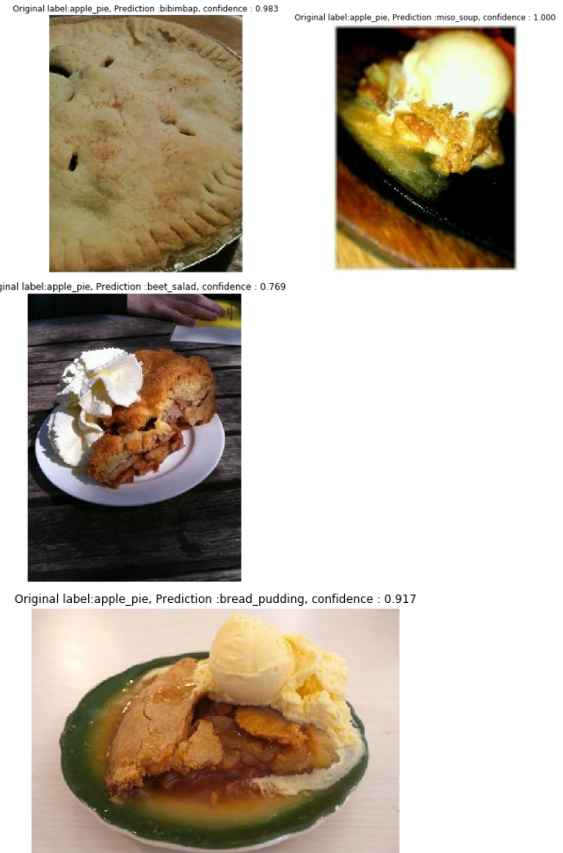 Original label:apple_pie, Prediction :bibimbap, confidence : 0.983
Original label:apple_pie, Prediction :miso_soup, confidence : 1.000
ginal label:apple_pie, Prediction :beet_salad, confidence : 0.769
Original label:apple_pie, Prediction :bread_pudding, confidence : 0.917